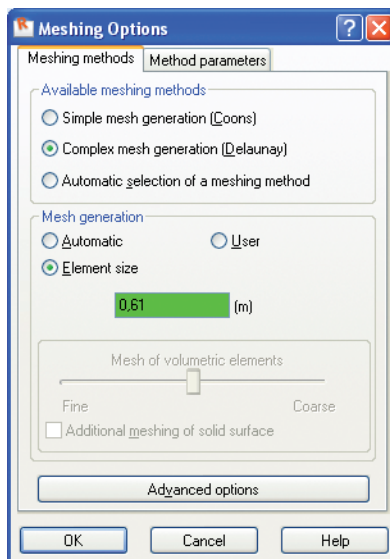 Meshing Options
Meshing methods Method parameters
Available meshing methods
Simple mesh generation (Coons)
Complex mesh generation (Delaunay)
Automatic selection of a meshing method
Mesh generation
Automatic User
Element size
0,61 (m)
Mesh of volumetric elements
Fine Coarse
Additional meshing of solid surface
Advanced options
OK Cancel Help